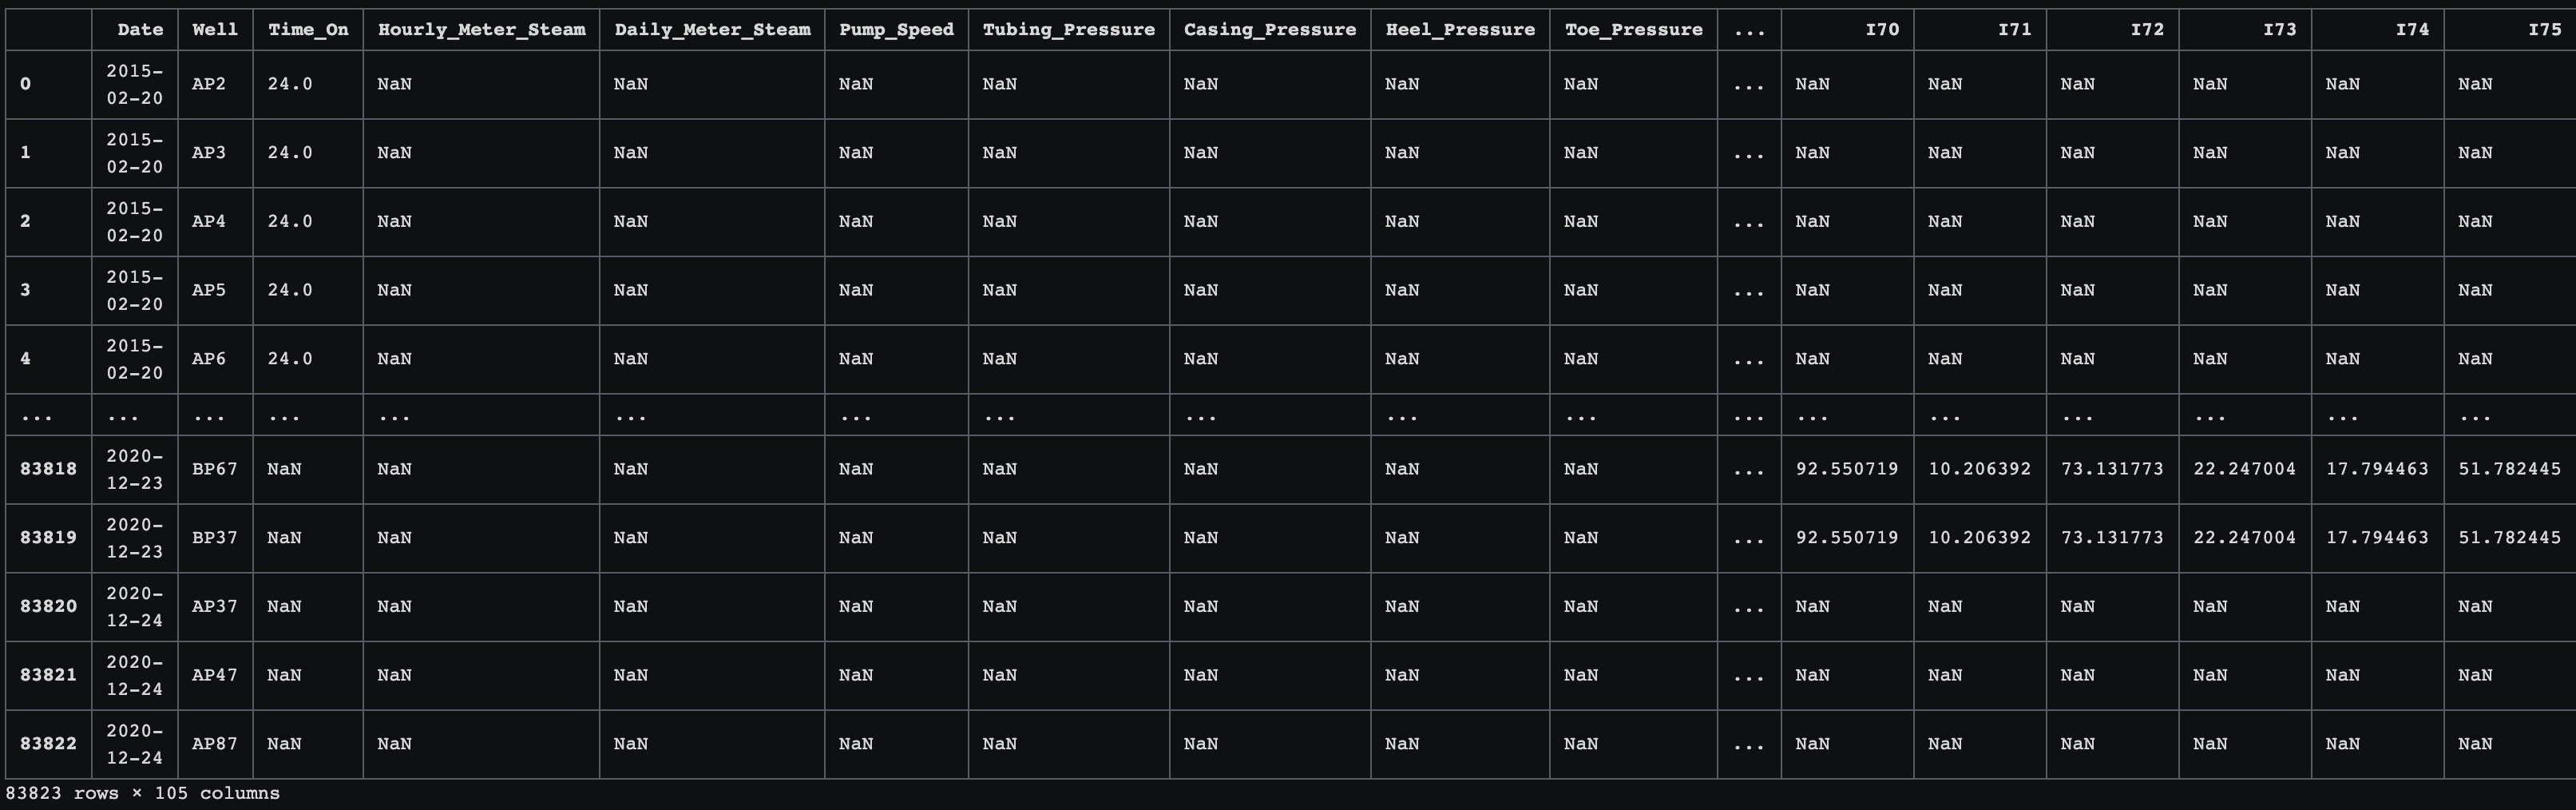 Date Well Time_On Hourly_Meter_Steam Daily_Meter_Steam Pump_Speed Tubing_Pressure Casing_Pressure Heel_Pressure Toe_Pressure ... I70 I71 I72 I73 I74 I75
0 2015-02-20 AP2 24.0 NaN NaN NaN NaN NaN NaN NaN ... NaN NaN NaN NaN NaN NaN
1 2015-02-20 AP3 24.0 NaN NaN NaN NaN NaN NaN NaN ... NaN NaN NaN NaN NaN NaN
2 2015-02-20 AP4 24.0 NaN NaN NaN NaN NaN NaN NaN ... NaN NaN NaN NaN NaN NaN
3 2015-02-20 AP5 24.0 NaN NaN NaN NaN NaN NaN NaN ... NaN NaN NaN NaN NaN NaN
4 2015-02-20 AP6 24.0 NaN NaN NaN NaN NaN NaN NaN ... NaN NaN NaN NaN NaN NaN
... ... ... ... ... ... ... ... ... ... ... ... ... ... ... ... ... ...
83818 2020-12-23 BP67 NaN NaN NaN NaN NaN NaN NaN NaN ... 92.550719 10.206392 73.131773 22.247004 17.794463 51.782445
83819 2020-12-23 BP37 NaN NaN NaN NaN NaN NaN NaN NaN ... 92.550719 10.206392 73.131773 22.247004 17.794463 51.782445
83820 2020-12-24 AP37 NaN NaN NaN NaN NaN NaN NaN NaN ... NaN NaN NaN NaN NaN NaN
83821 2020-12-24 AP47 NaN NaN NaN NaN NaN NaN NaN NaN ... NaN NaN NaN NaN NaN NaN
83822 2020-12-24 AP87 NaN NaN NaN NaN NaN NaN NaN NaN ... NaN NaN NaN NaN NaN NaN
83823 rows × 105 columns